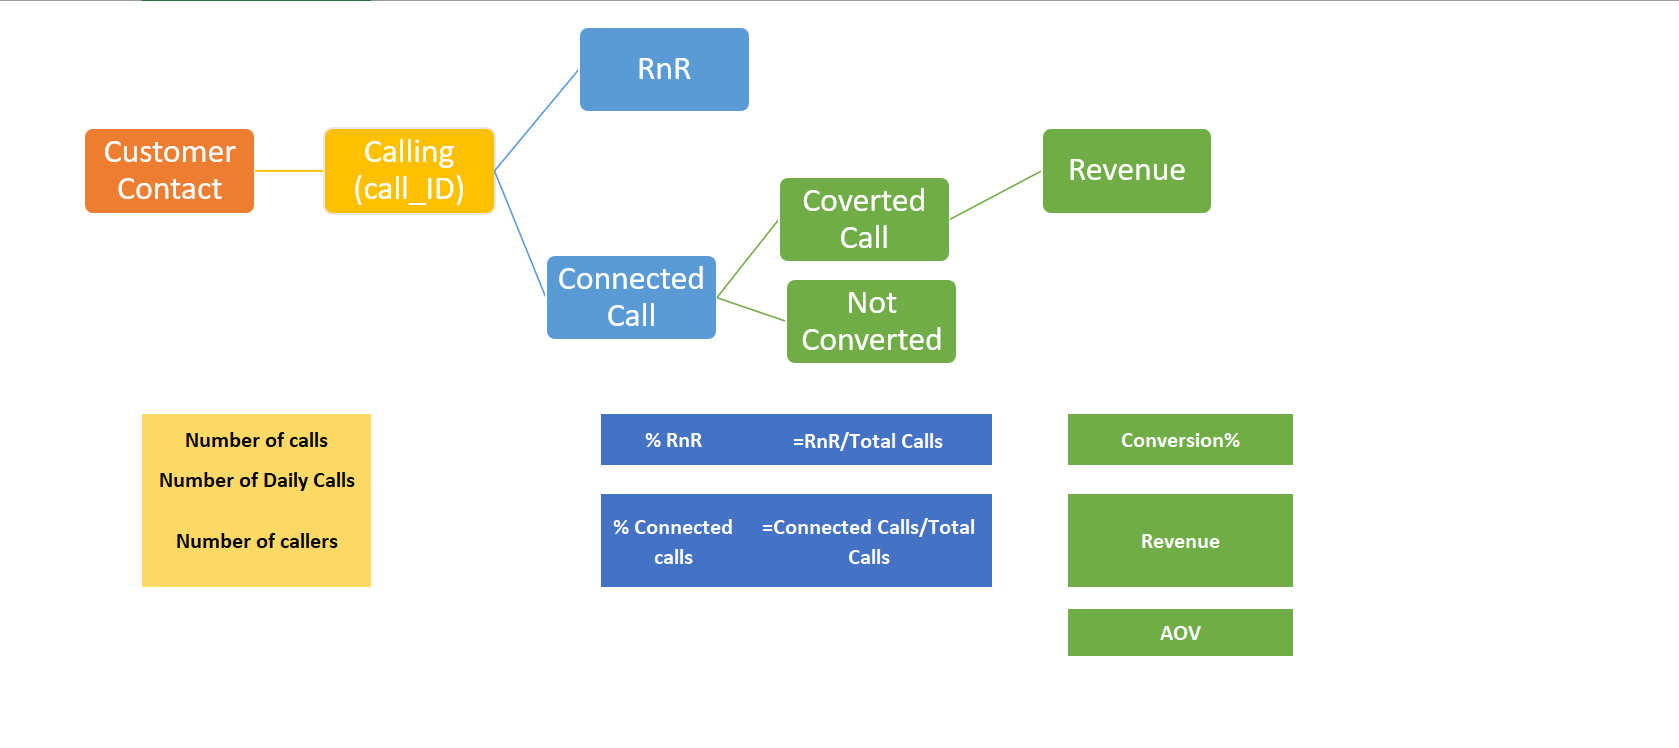 RnR
Customer
Contact
Calling
(call_ID)
Revenue
Coverted
Call
Connected
Call
Not
Converted
Number of calls
Number of Daily Calls
Number of callers
% RnR =RnR/Total Calls
% Connected =Connected Calls/Total
calls Calls
Conversion%
Revenue
AOV